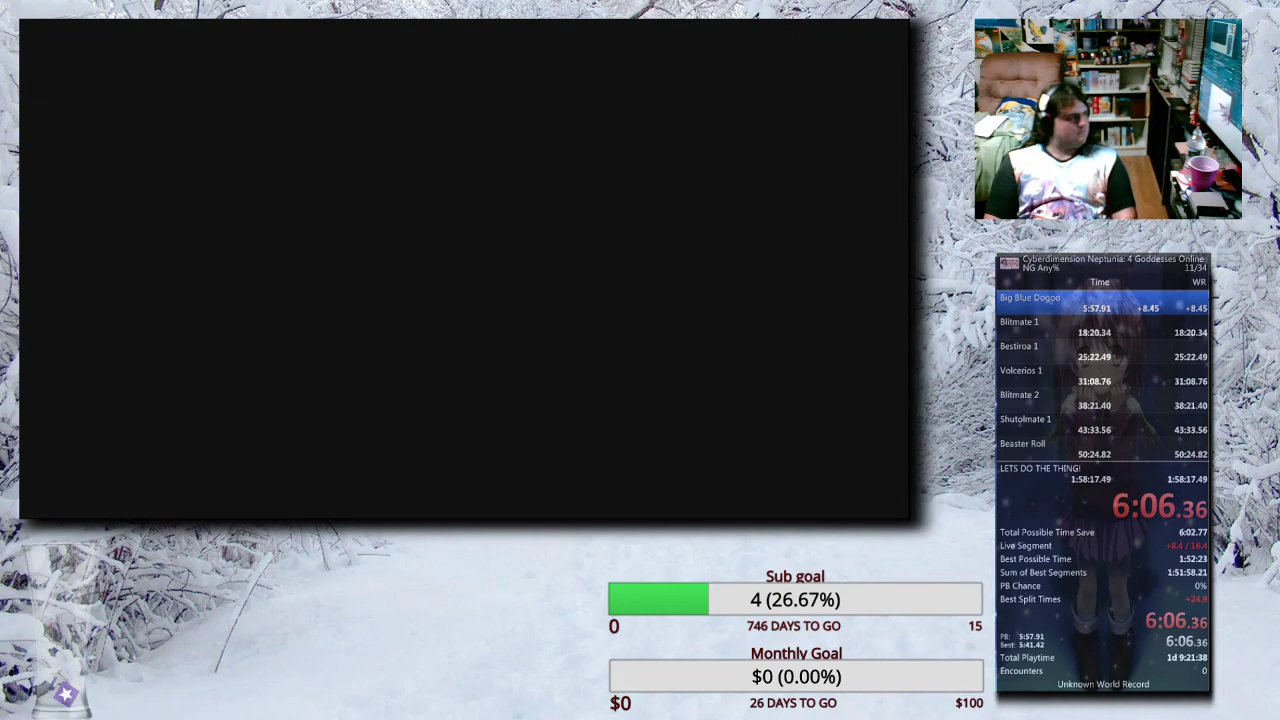 Cyberdimension Neptunia: 4 Goddesses Online
NG Any% 11/34
Time WR
Big Blue Dogoo
5:57.91 +8.45 +8.45
Blitmate 1
18:20.34 18:20.34
Bestiroa 1
25:22.49 25:22.49
Volcerios 1
31:08.76 31:08.76
Blitmate 2
38:21.40 38:21.40
Shutolmate 1
43:33.56 43:33.56
Beaster Roll
50:24.82 50:24.82
LETS DO THE THING!
1:58:17.49 1:58:17.49
6:06.36
Total Possible Time Save 6:02.77
Live Segment +8.4 / 16.4
Best Possible Time 1:52:23
Sum of Best Segments 1:51:58.21
PB Chance 0%
Best Split Times +24.9
6:06.36
PB: 5:57.91
Best: 5:41.42 6:06.36
Total Playtime 1d 9:21:38
Encounters 0
Unknown World Record
Sub goal
4 (26.67%)
0 746 DAYS TO GO 15
Monthly Goal
$0 (0.00%)
$0 26 DAYS TO GO $100